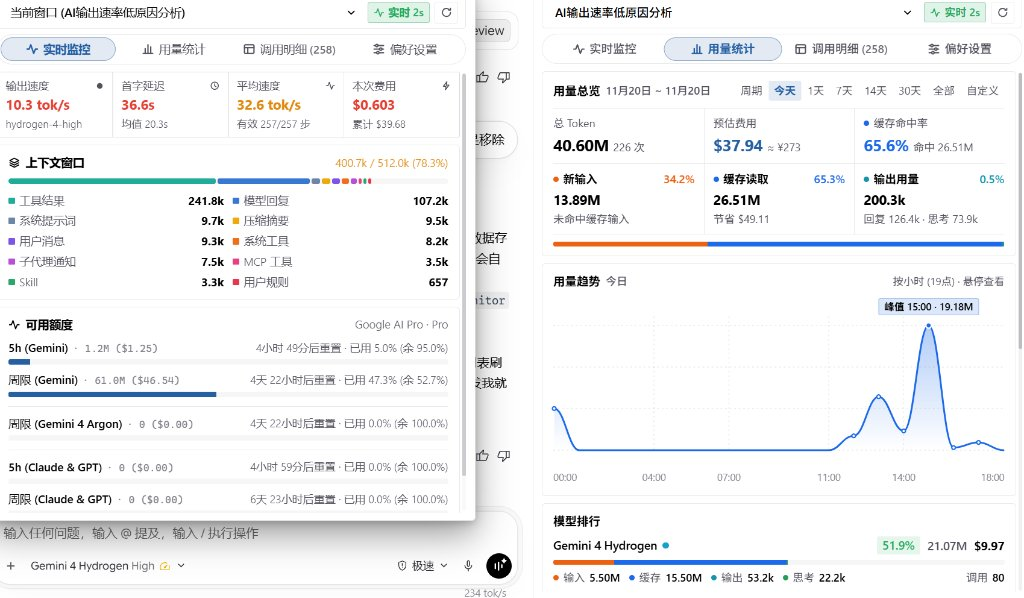 当前窗口 (AI输出速率低原因分析)
实时 2s
实时监控
用量统计
调用明细 (258)
偏好设置
输出速度
10.3 tok/s
hydrogen-4-high
首字延迟
36.6s
均值 20.3s
平均速度
32.6 tok/s
有效 257/257 步
本次费用
$0.603
累计 $39.68
上下文窗口
400.7k / 512.0k (78.3%)
工具结果 241.8k
模型回复 107.2k
系统提示词 9.7k
压缩摘要 9.5k
用户消息 9.3k
系统工具 8.2k
子代理通知 7.5k
MCP 工具 3.5k
Skill 3.3k
用户规则 657
可用额度
Google AI Pro · Pro
5h (Gemini) · 1.2M ($1.25)
4小时 49分后重置 · 已用 5.0% (余 95.0%)
周限 (Gemini) · 61.0M ($46.54)
4天 22小时后重置 · 已用 47.3% (余 52.7%)
周限 (Gemini 4 Argon) · 0 ($0.00)
4天 22小时后重置 · 已用 0.0% (余 100.0%)
5h (Claude & GPT) · 0 ($0.00)
4小时 59分后重置 · 已用 0.0% (余 100.0%)
周限 (Claude & GPT) · 0 ($0.00)
6天 23小时后重置 · 已用 0.0% (余 100.0%)
eview
移除
数据存
会自
nitor
表刷
我就
输入任何问题，输入 @ 提及，输入 / 执行操作
Gemini 4 Hydrogen High
极速
234 tok/s
AI输出速率低原因分析
实时 2s
实时监控
用量统计
调用明细 (258)
偏好设置
用量总览 11月20日 ~ 11月20日
周期 今天 1天 7天 14天 30天 全部 自定义
总 Token
40.60M 226 次
预估费用
$37.94 ≈ ¥273
缓存命中率
65.6% 命中 26.51M
新输入 34.2%
13.89M
未命中缓存输入
缓存读取 65.3%
26.51M
节省 $49.11
输出用量 0.5%
200.3k
回复 126.4k · 思考 73.9k
用量趋势 今日
按小时 (19点) · 悬停查看
峰值 15:00 · 19.18M
00:00 04:00 07:00 11:00 14:00 18:00
模型排行
Gemini 4 Hydrogen
51.9% 21.07M $9.97
输入 5.50M 缓存 15.50M 输出 53.2k 思考 22.2k
调用 80